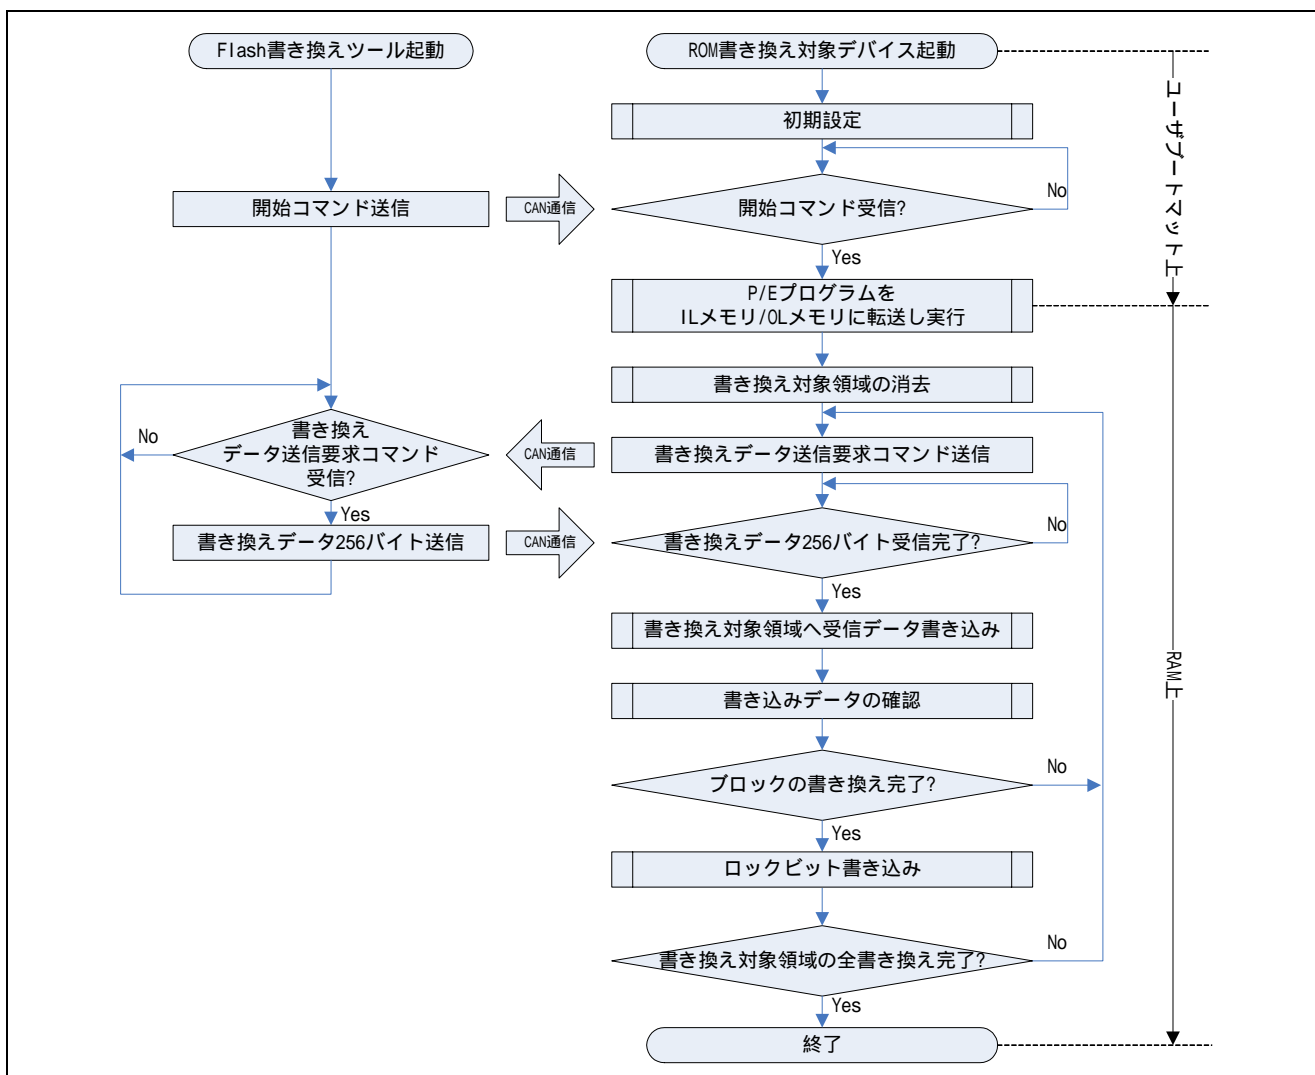 Flash書き換えツール起動
ROM書き換え対象デバイス起動
初期設定
No
開始コマンド送信
CAN通信
開始コマンド受信?
Yes
P/Eプログラムを
ILメモリ/OLメモリに転送し実行
ユーザブートマット上
書き換え対象領域の消去
No
書き換え
データ送信要求コマンド
受信?
CAN通信
書き換えデータ送信要求コマンド送信
Yes
書き換えデータ256バイト送信
CAN通信
書き換えデータ256バイト受信完了?
No
Yes
書き換え対象領域へ受信データ書き込み
RAM上
書き込みデータの確認
ブロックの書き換え完了?
No
Yes
ロックビット書き込み
書き換え対象領域の全書き換え完了?
No
Yes
終了